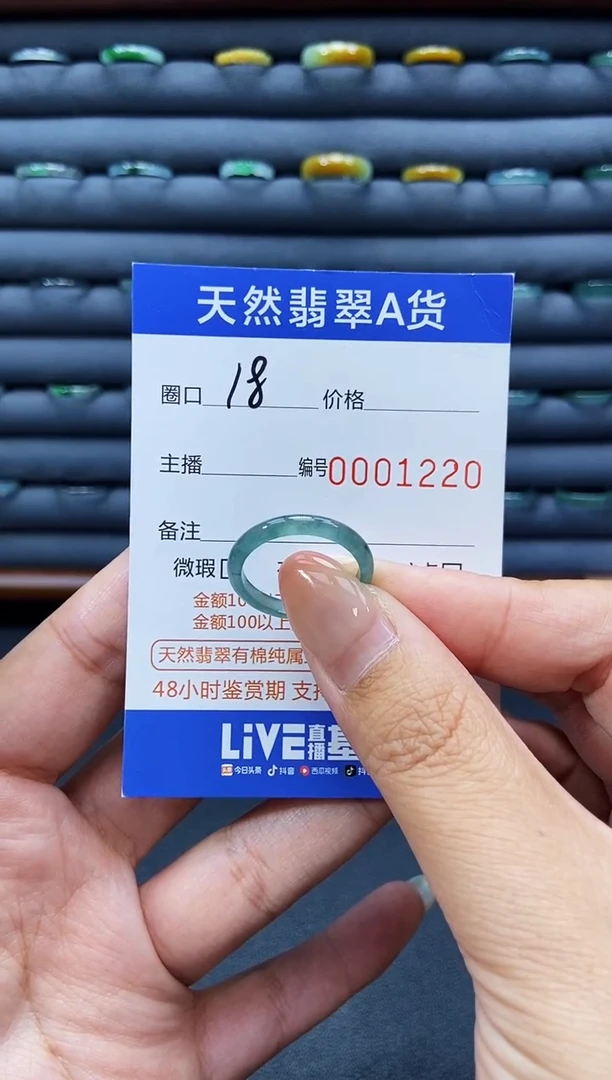 天然翡翠A货
圈口 18 价格
主播 编号0001220
备注
微瑕
金额10
金额100以上
天然翡翠有棉纯属
48小时鉴赏期 支持
LiVE直播基
今日头条 抖音 西瓜视频 抖